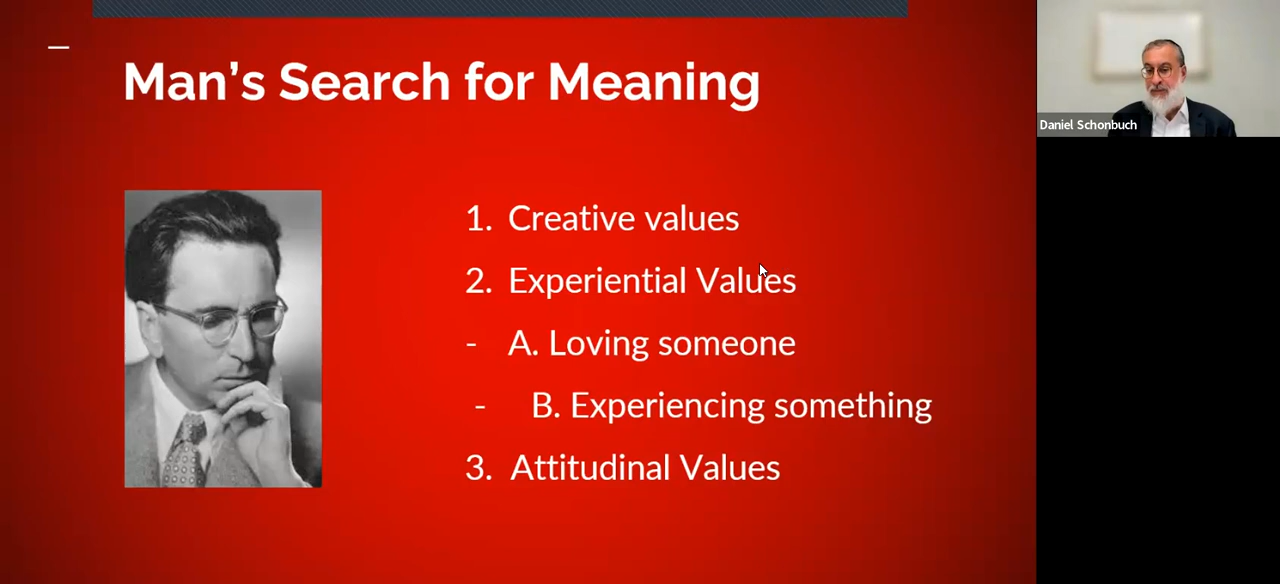 Man’s Search for Meaning
1. Creative values
2. Experiential Values
- A. Loving someone
- B. Experiencing something
3. Attitudinal Values
Daniel Schonbuch